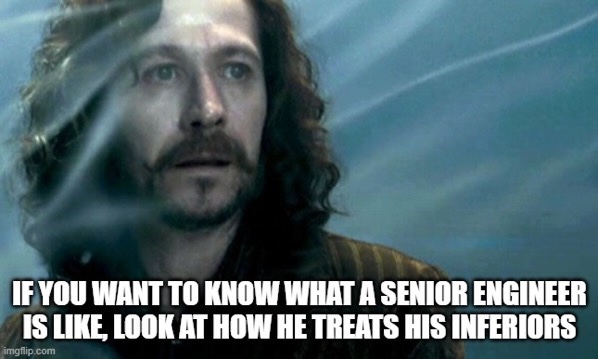 IF YOU WANT TO KNOW WHAT A SENIOR ENGINEER
IS LIKE, LOOK AT HOW HE TREATS HIS INFERIORS
imgflip.com